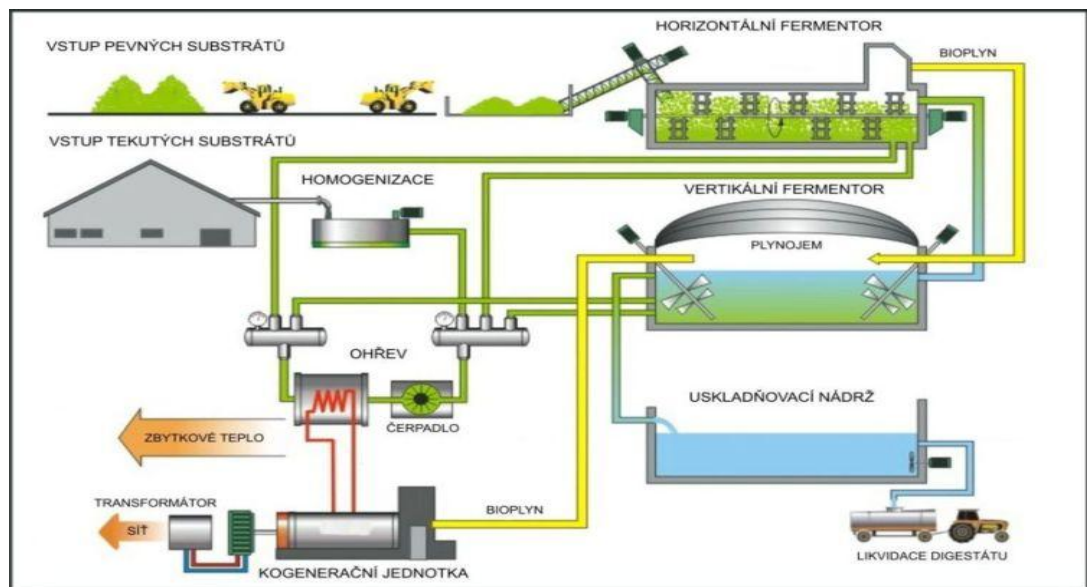 VSTUP PEVNÝCH SUBSTRÁTŮ
HORIZONTÁLNÍ FERMENTOR
BIOPLYN
VSTUP TEKUTÝCH SUBSTRÁTŮ
HOMOGENIZACE
VERTIKÁLNÍ FERMENTOR
PLYNOJEM
OHŘEV
ČERPADLO
USKLADŇOVACÍ NÁDRŽ
ZBYTKOVÉ TEPLO
TRANSFORMÁTOR
SÍŤ
BIOPLYN
KOGENERAČNÍ JEDNOTKA
LIKVIDACE DIGESTÁTU